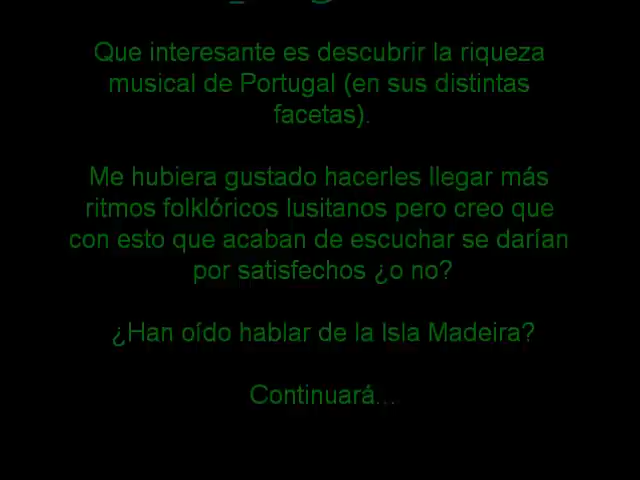 Que interesante es descubrir la riqueza
musical de Portugal (en sus distintas
facetas).
Me hubiera gustado hacerles llegar más
ritmos folklóricos lusitanos pero creo que
con esto que acaban de escuchar se darían
por satisfechos ¿o no?
¿Han oído hablar de la Isla Madeira?
Continuará...